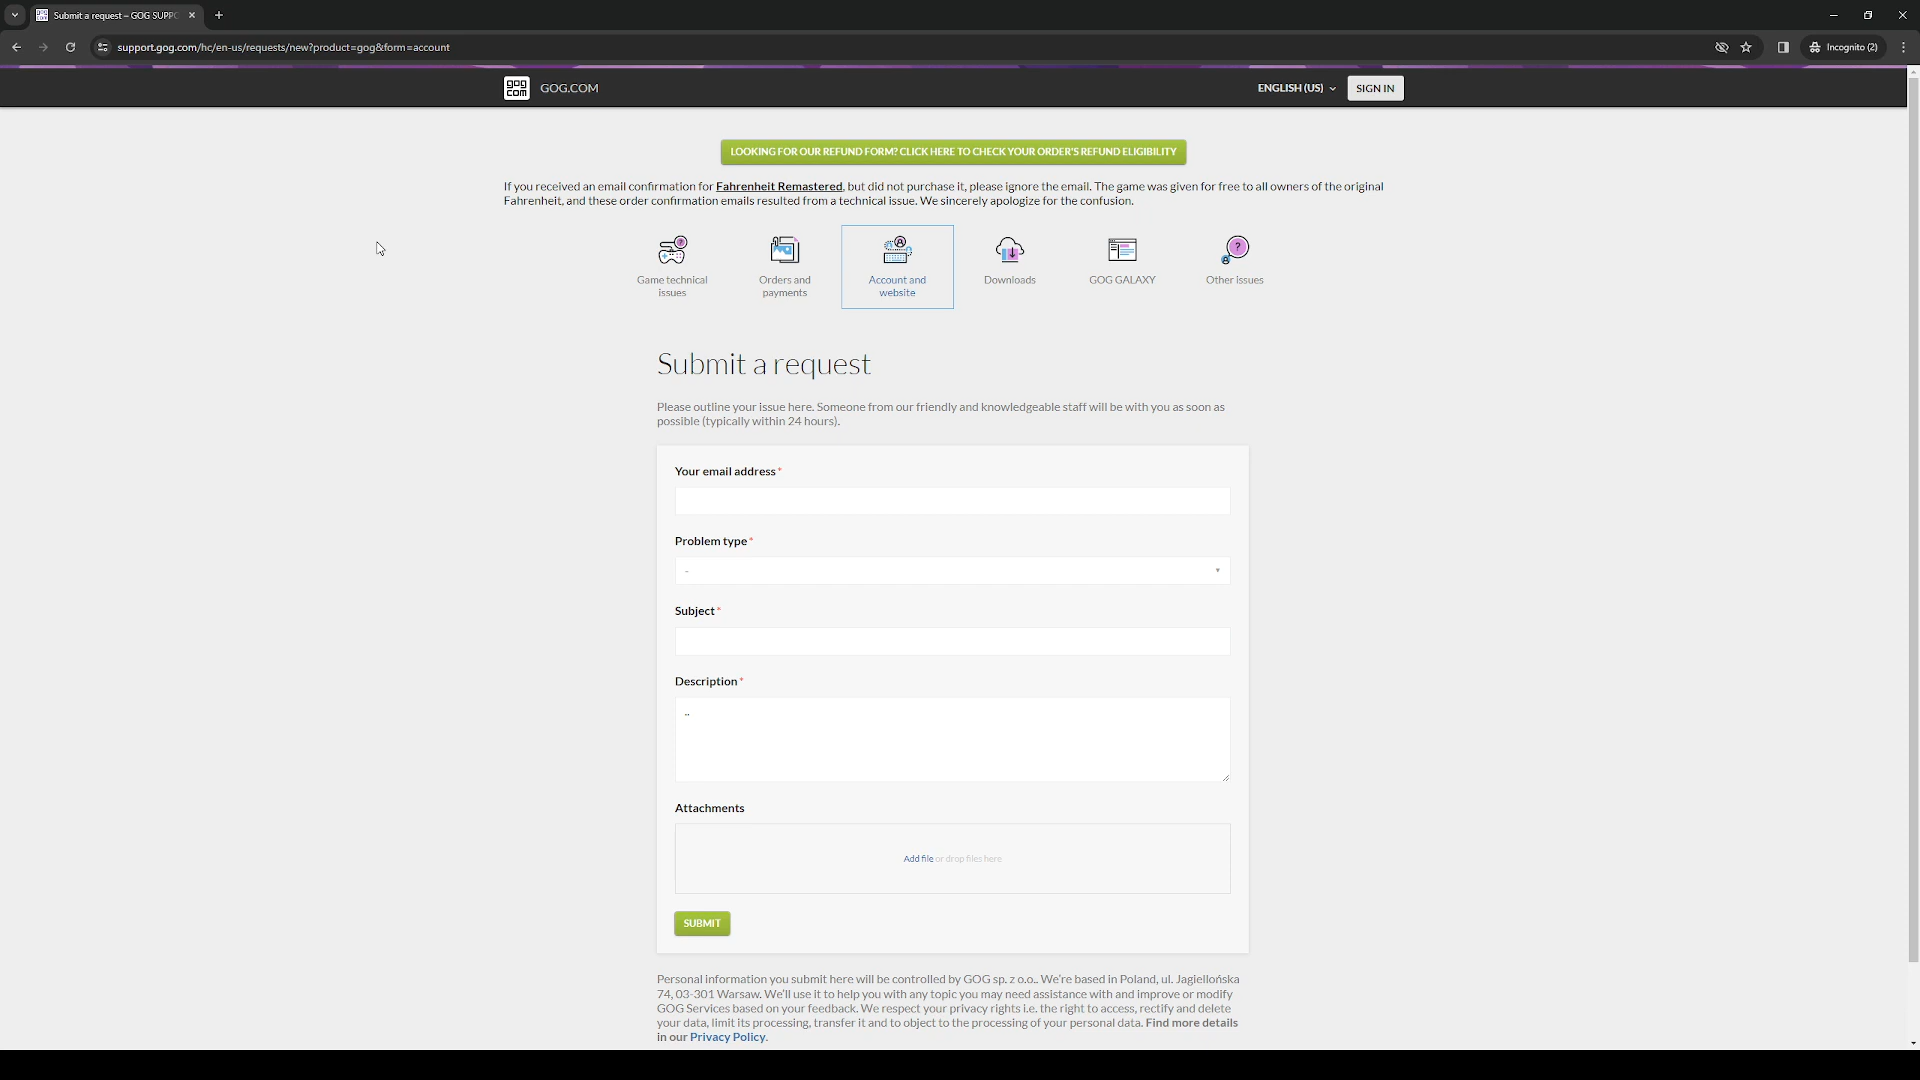 Submit a request – GOG SUPPO
support.gog.com/hc/en-us/requests/new?product=gog&form=account
Incognito (2)
gog
com
GOG.COM
ENGLISH (US)
SIGN IN
LOOKING FOR OUR REFUND FORM? CLICK HERE TO CHECK YOUR ORDER'S REFUND ELIGIBILITY
If you received an email confirmation for Fahrenheit Remastered, but did not purchase it, please ignore the email. The game was given for free to all owners of the original
Fahrenheit, and these order confirmation emails resulted from a technical issue. We sincerely apologize for the confusion.
Game technical
issues
Orders and
payments
Account and
website
Downloads
GOG GALAXY
Other issues
Submit a request
Please outline your issue here. Someone from our friendly and knowledgeable staff will be with you as soon as
possible (typically within 24 hours).
Your email address *
Problem type *
-
Subject *
Description *
..
Attachments
Add file or drop files here
SUBMIT
Personal information you submit here will be controlled by GOG sp. z o.o.. We're based in Poland, ul. Jagiellońska
74, 03-301 Warsaw. We'll use it to help you with any topic you may need assistance with and improve or modify
GOG Services based on your feedback. We respect your privacy rights i.e. the right to access, rectify and delete
your data, limit its processing, transfer it and to object to the processing of your personal data. Find more details
in our Privacy Policy.